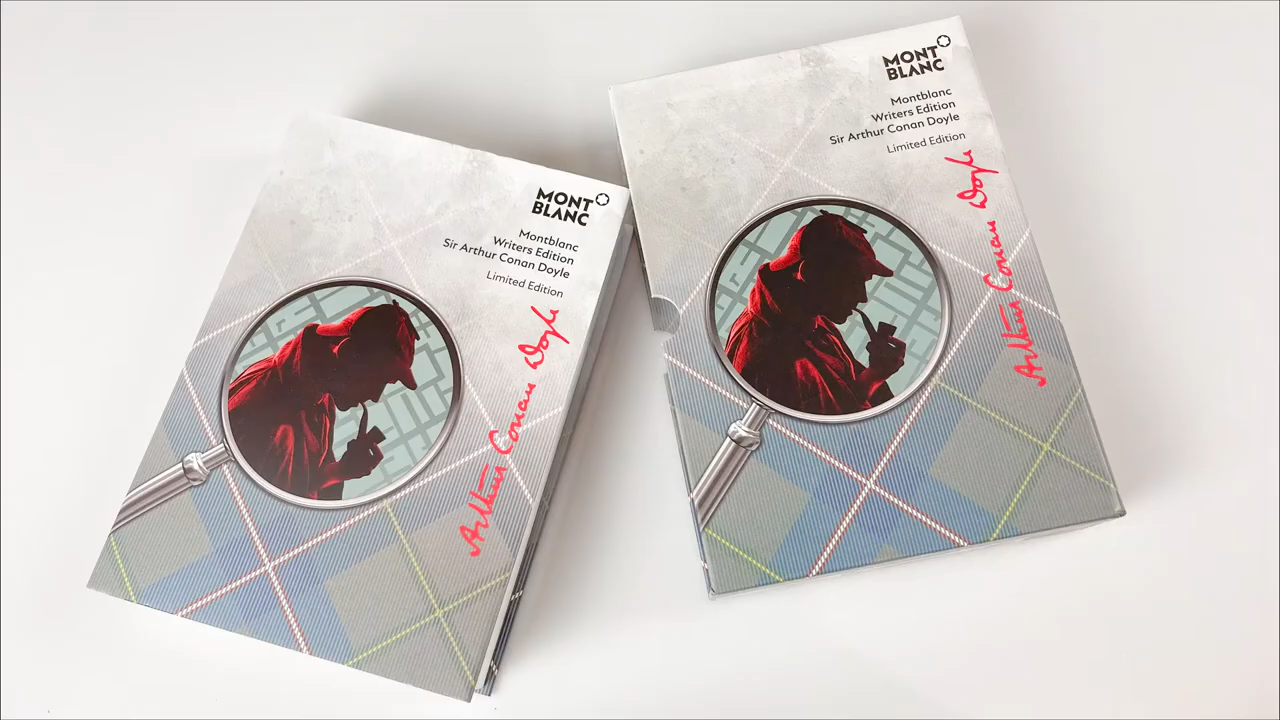 MONT
BLANC
Montblanc
Writers Edition
Sir Arthur Conan Doyle
Limited Edition
Arthur Conan Doyle
MONT
BLANC
Montblanc
Writers Edition
Sir Arthur Conan Doyle
Limited Edition
Arthur Conan Doyle